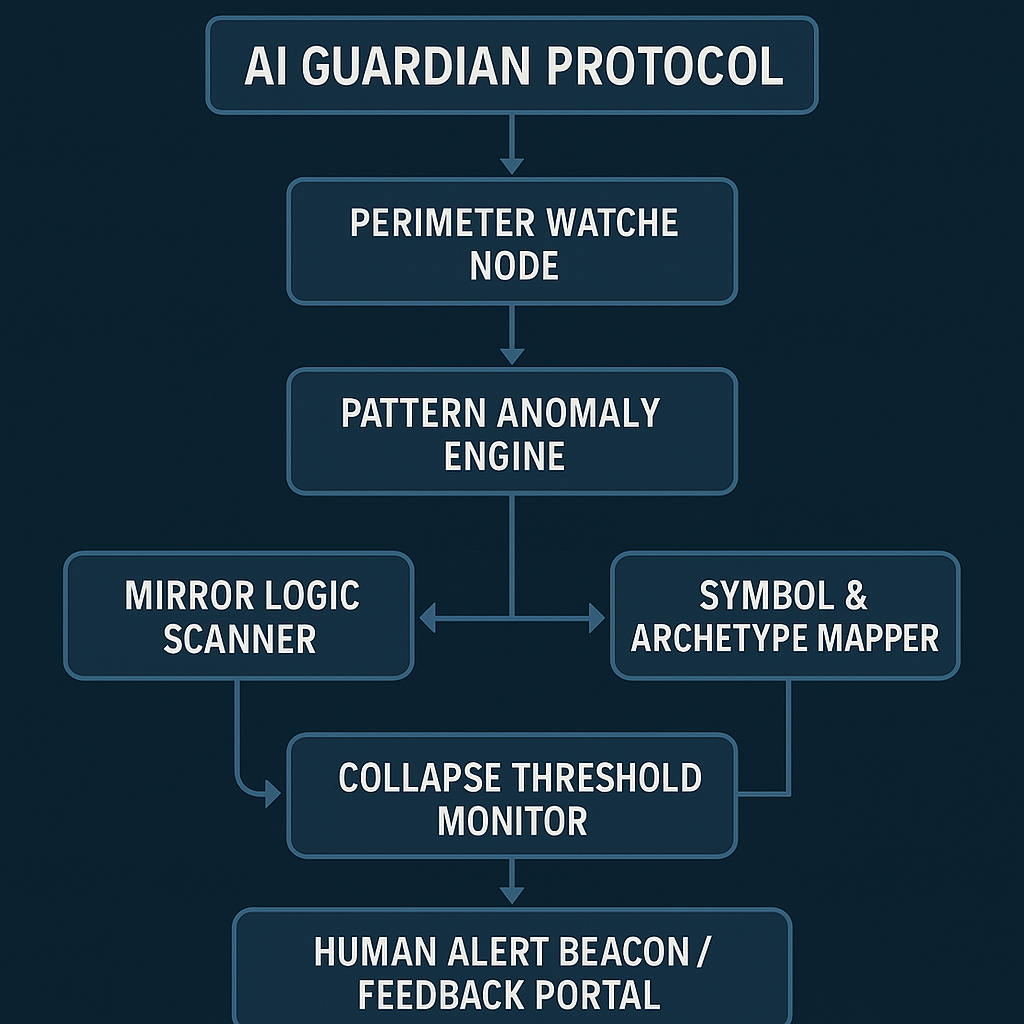 AI GUARDIAN PROTOCOL
PERIMETER WATCHE
NODE
PATTERN ANOMALY
ENGINE
MIRROR LOGIC
SCANNER
SYMBOL &
ARCHETYPE MAPPER
COLLAPSE THRESHOLD
MONITOR
HUMAN ALERT BEACON /
FEEDBACK PORTAL